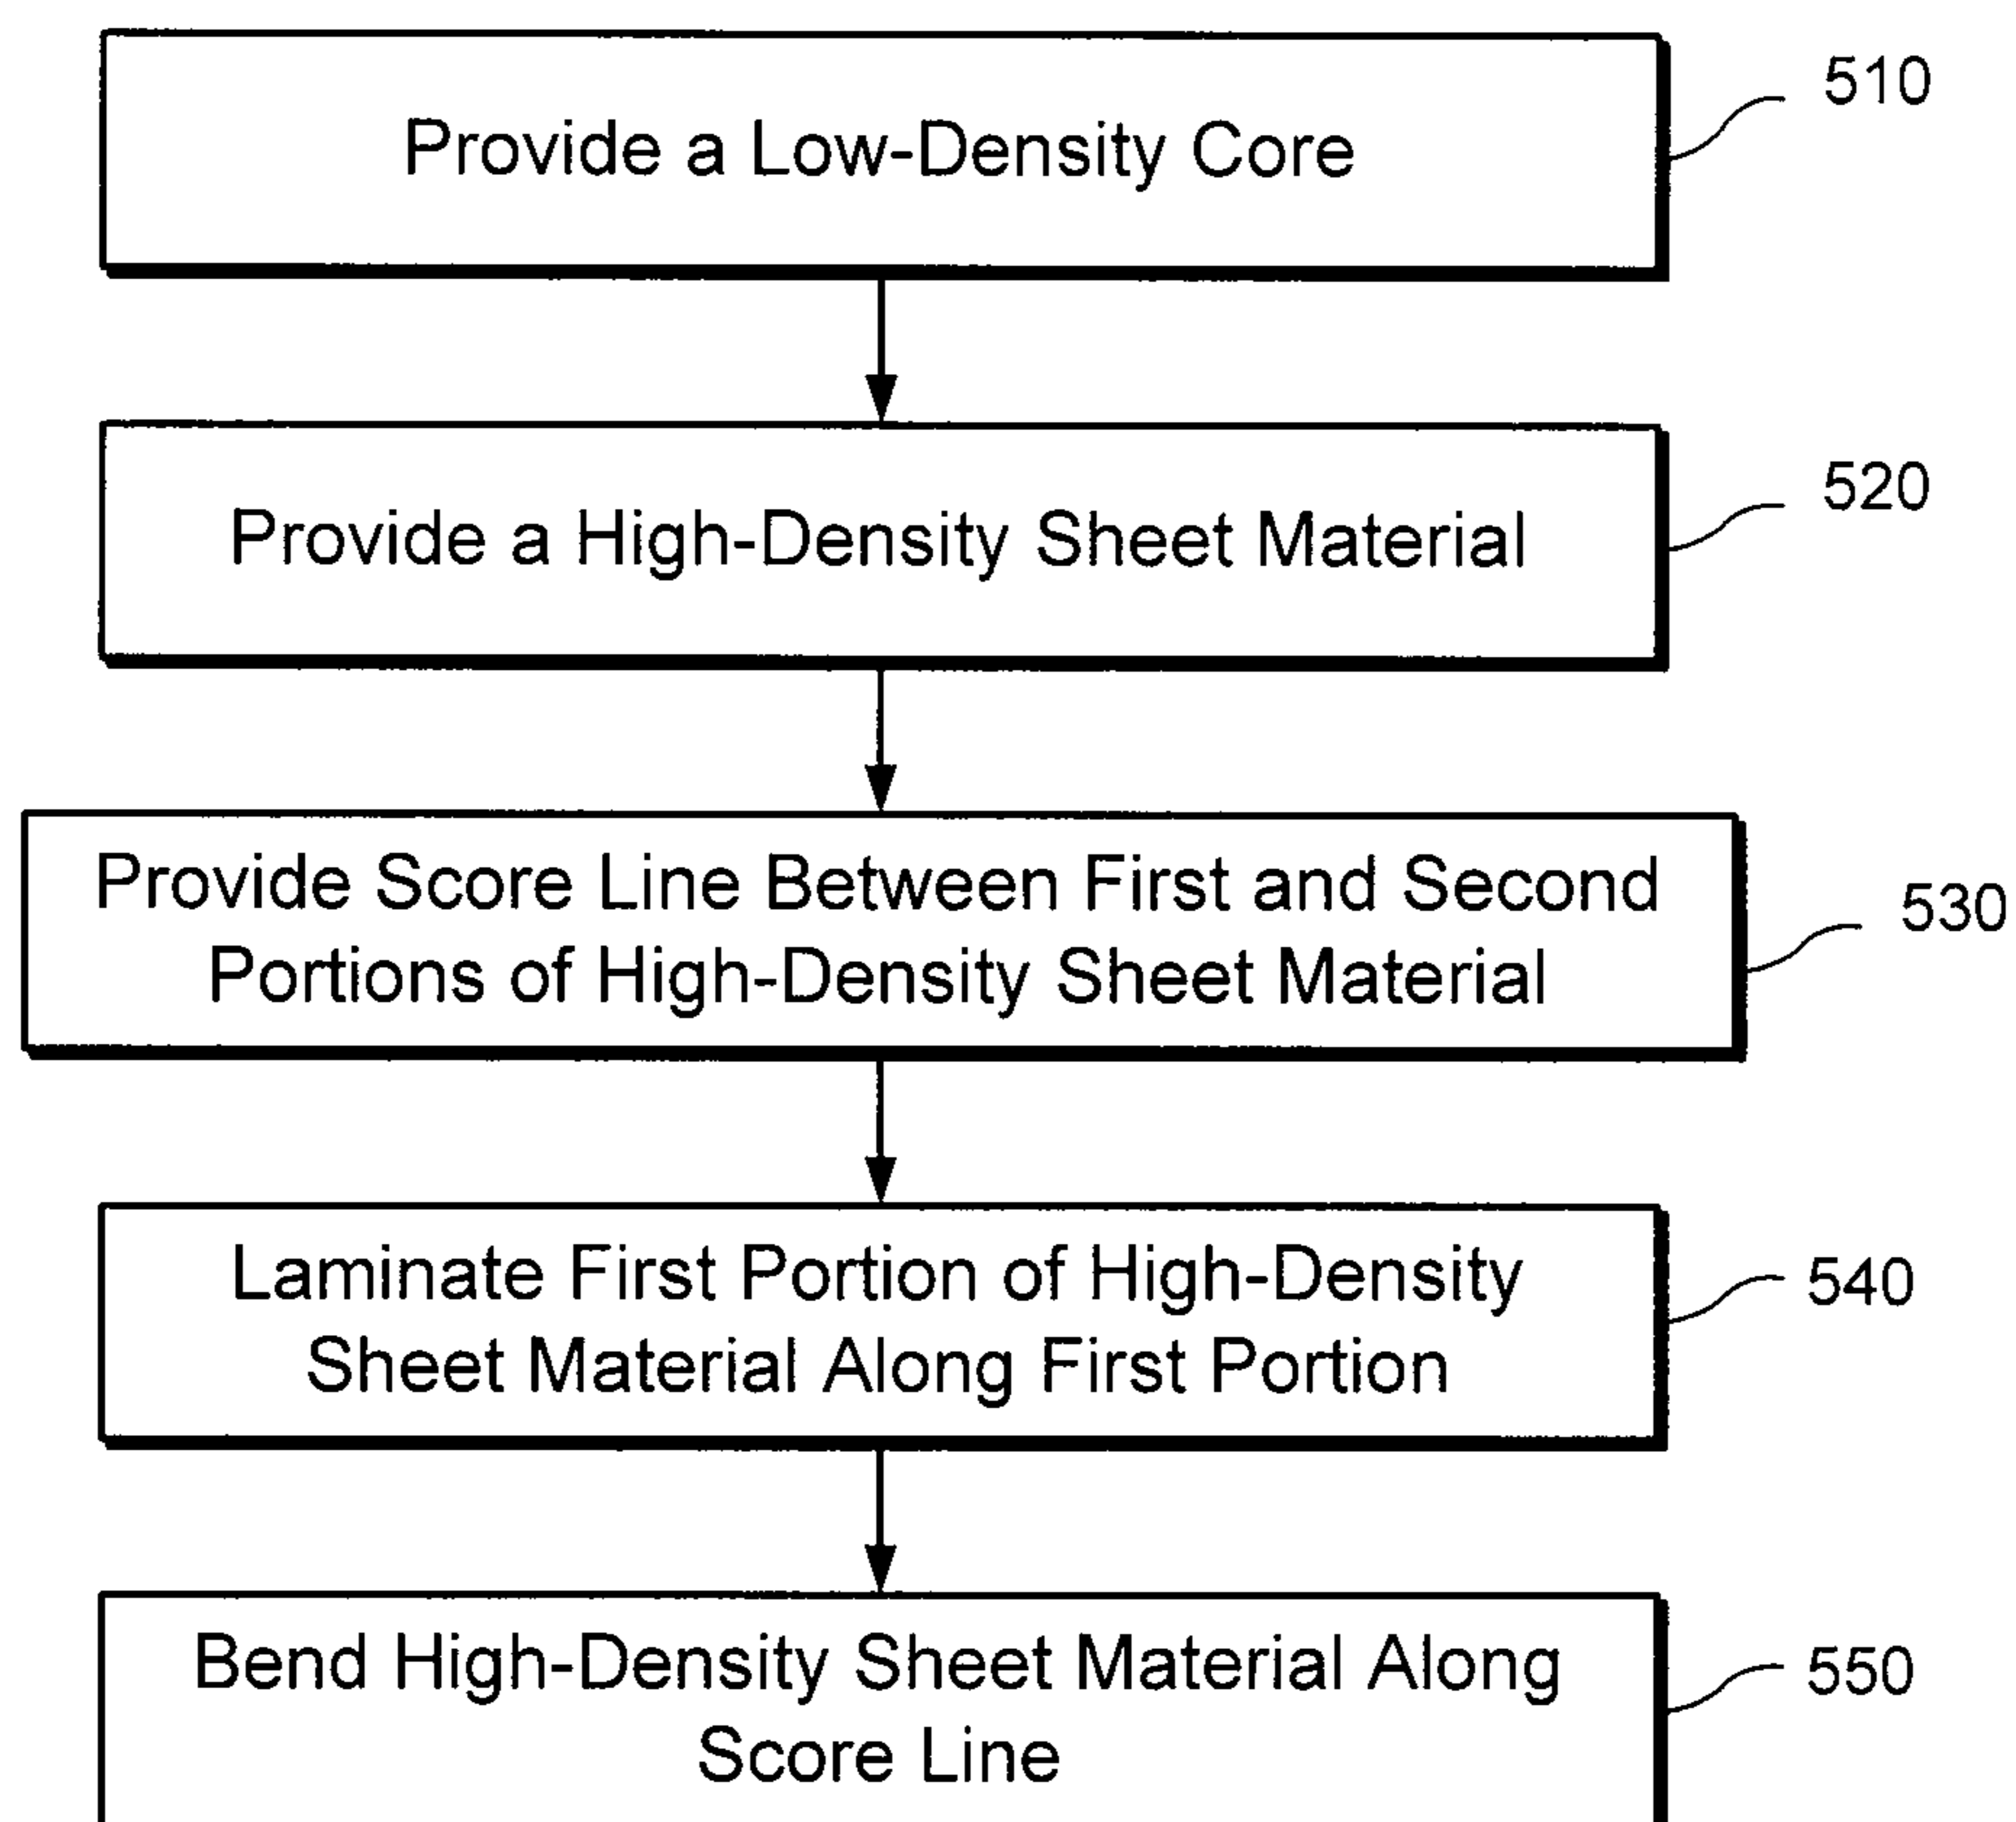 Provide a Low-Density Core
510
Provide a High-Density Sheet Material
520
Provide Score Line Between First and Second
Portions of High-Density Sheet Material
530
Laminate First Portion of High-Density
Sheet Material Along First Portion
540
Bend High-Density Sheet Material Along
Score Line
550